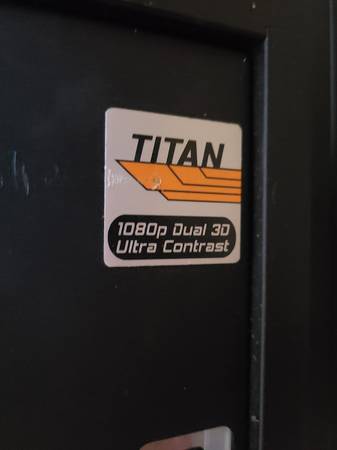 TITAN
1080p Dual 3D
Ultra Contrast